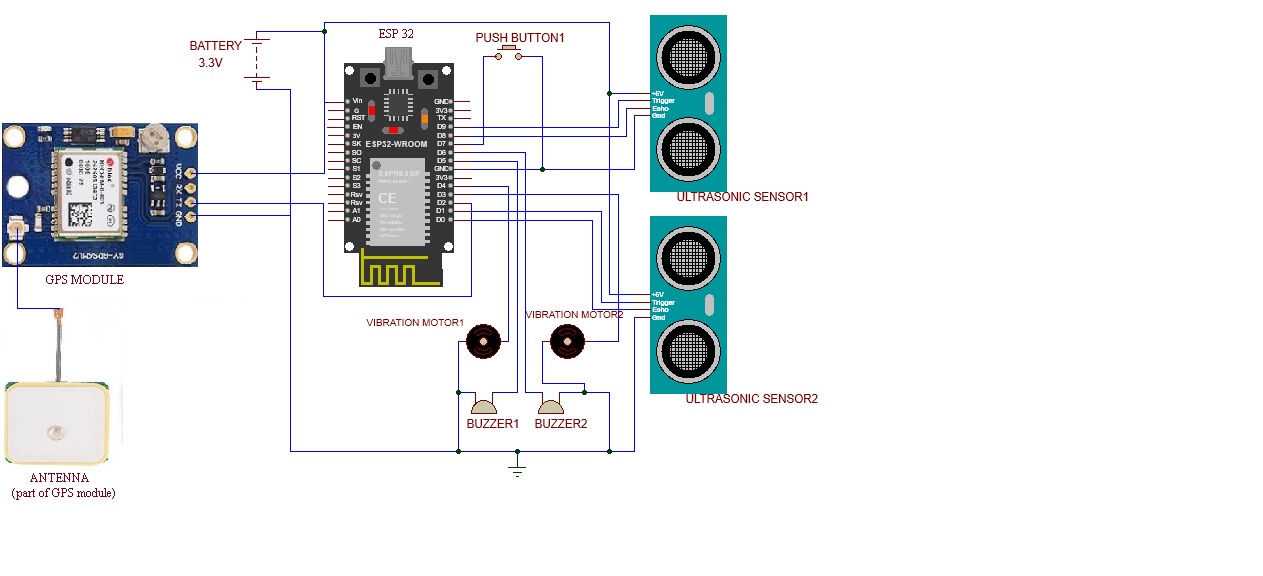 ESP 32
PUSH BUTTON1
BATTERY
3.3V
Vin
G
RST
EN
3V
SK
SO
SC
S1
S2
S3
Rsv
Rsv
A1
A0
GND
3V3
TX
D9
D8
D7
D6
D5
GND
3V3
D4
D3
D2
D1
D0
ESP32-WROOM
ESPRESSIF
CE
+5V
Trigger
Echo
Gnd
ULTRASONIC SENSOR1
VCC
RX
TX
GND
GPS MODULE
+5V
Trigger
Echo
Gnd
ULTRASONIC SENSOR2
VIBRATION MOTOR1
VIBRATION MOTOR2
BUZZER1
BUZZER2
ANTENNA
(part of GPS module)